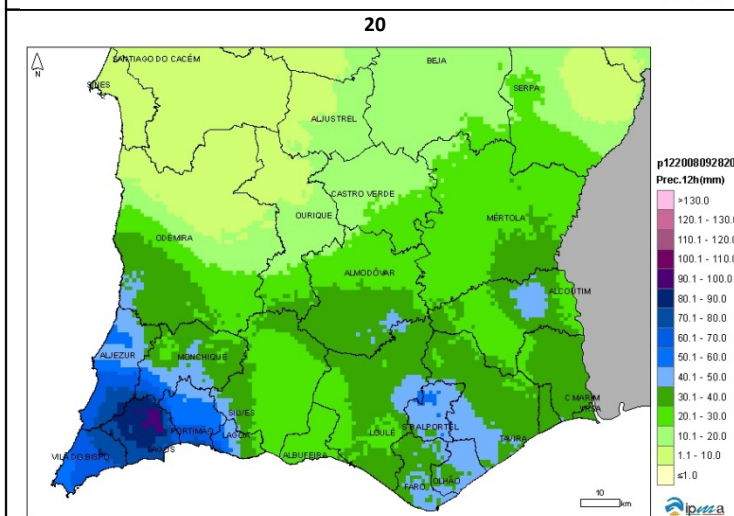 20
N
SANTIAGO DO CACÉM
BEJA
SINES
SERPA
ALJUSTREL
CASTRO VERDE
OURIQUE
MÉRTOLA
ODEMIRA
ALMODÔVAR
ALCOUTIM
ALJEZUR
MONCHIQUE
C MARIM
VRSA
SILVES
S B ALPORTEL
PORTIMÃO
LAGOA
LOULÉ
TAVIRA
LAGOS
VILA DO BISPO
ALBUFEIRA
OLHÃO
FARO
10
km
p122008092820
Prec.12h(mm)
>130.0
120.1 - 130.0
110.1 - 120.0
100.1 - 110.0
90.1 - 100.0
80.1 - 90.0
70.1 - 80.0
60.1 - 70.0
50.1 - 60.0
40.1 - 50.0
30.1 - 40.0
20.1 - 30.0
10.1 - 20.0
1.1 - 10.0
≤1.0
ipma